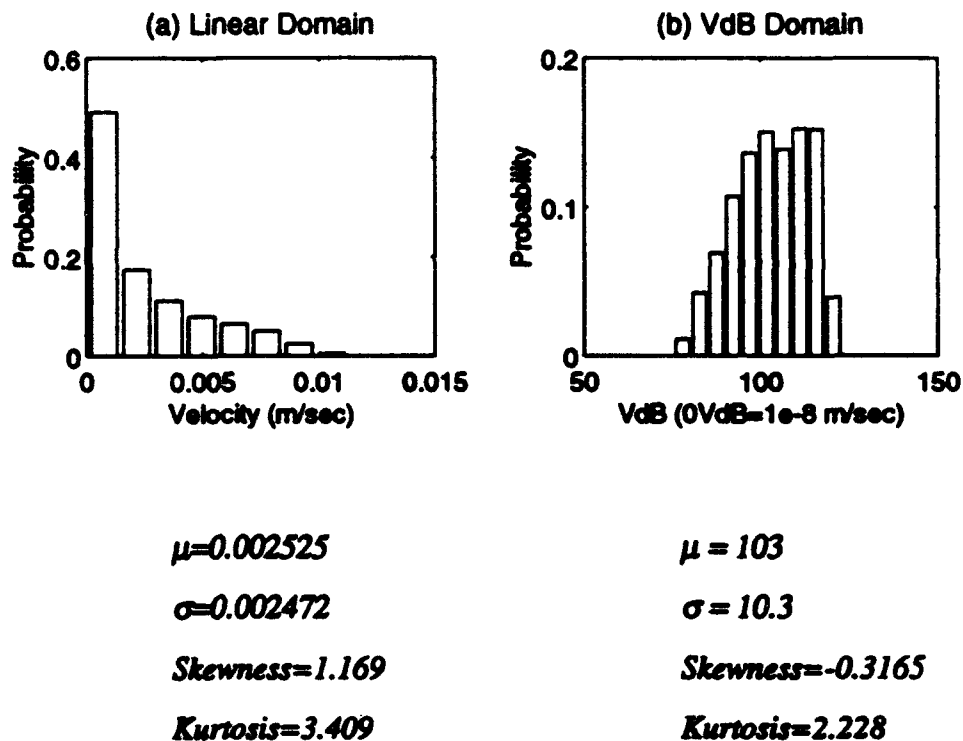 (a) Linear Domain
0.6
0.4
0.2
0
Probability
0
0.005
0.01
0.015
Velocity (m/sec)
(b) VdB Domain
0.2
0.1
0
Probability
50
100
150
VdB (0VdB=1e-8 m/sec)
μ=0.002525
σ=0.002472
Skewness=1.169
Kurtosis=3.409
μ = 103
σ = 10.3
Skewness=-0.3165
Kurtosis=2.228